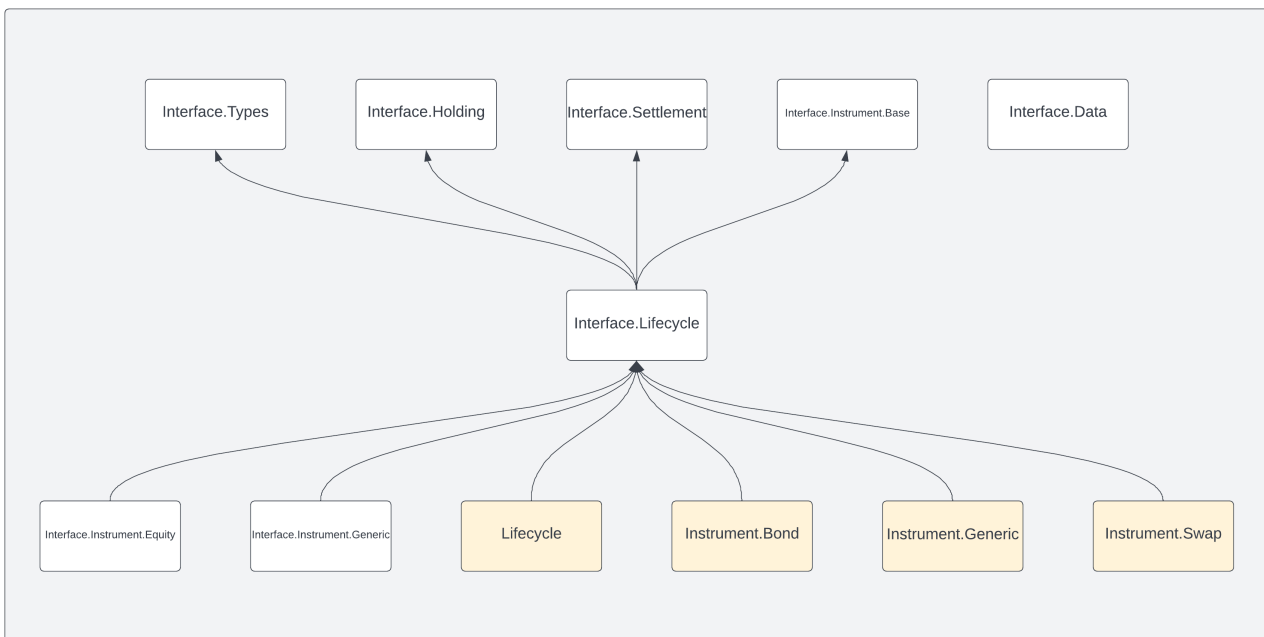 Interface.Types
Interface.Holding
Interface.Settlement
Interface.Instrument.Base
Interface.Data
Interface.Lifecycle
Interface.Instrument.Equity
Interface.Instrument.Generic
Lifecycle
Instrument.Bond
Instrument.Generic
Instrument.Swap